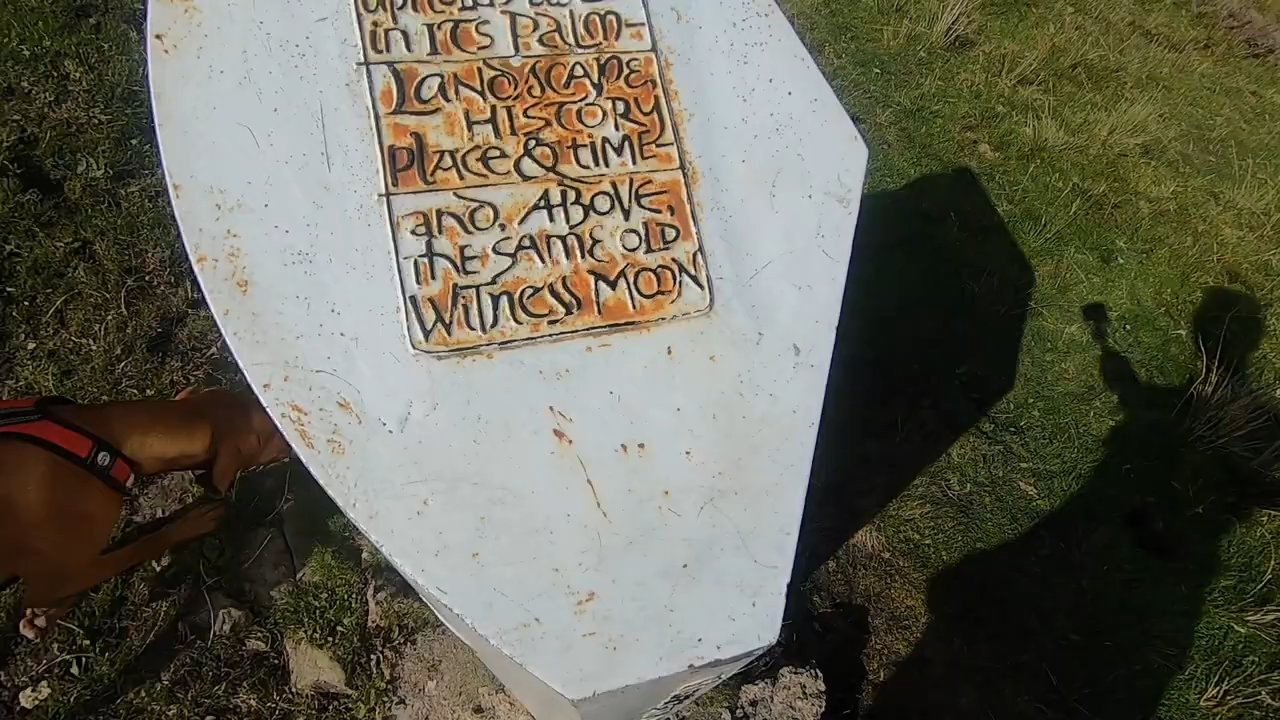 in ITS PaLM-
LANDSCAPE,
HISTORY
PLACE & TIME-
and, ABOVE,
THE SAME OLD
WITNESS MOON